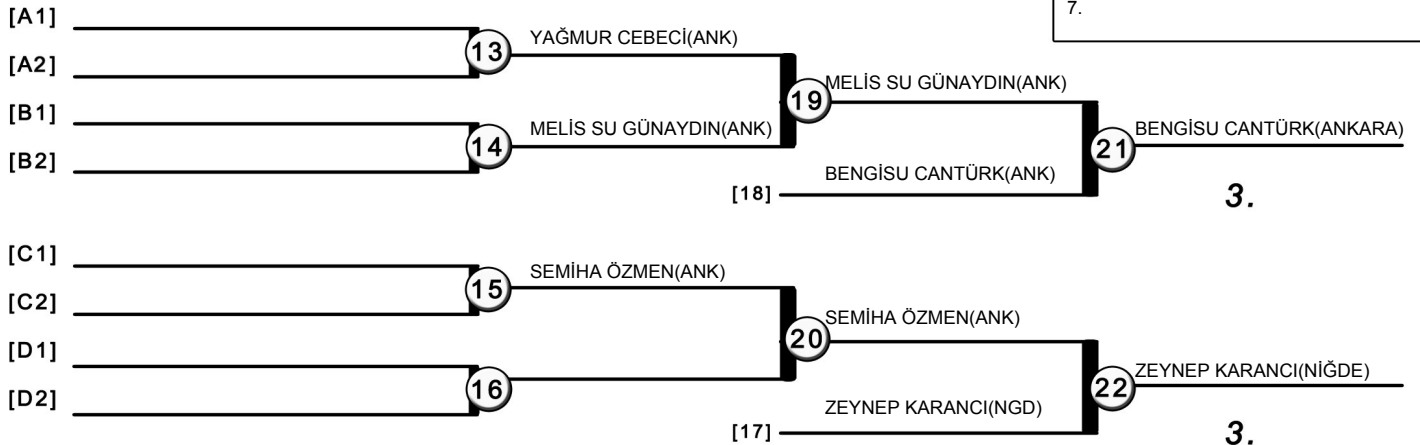 7.
[A1]
13 YAĞMUR CEBECİ(ANK)
[A2]
19 MELİS SU GÜNAYDIN(ANK)
[B1]
14 MELİS SU GÜNAYDIN(ANK)
21 BENGİSU CANTÜRK(ANKARA)
[B2]
[18] BENGİSU CANTÜRK(ANK)
3.
[C1]
15 SEMİHA ÖZMEN(ANK)
[C2]
20 SEMİHA ÖZMEN(ANK)
[D1]
16
22 ZEYNEP KARANCI(NİĞDE)
[D2]
[17] ZEYNEP KARANCI(NGD)
3.